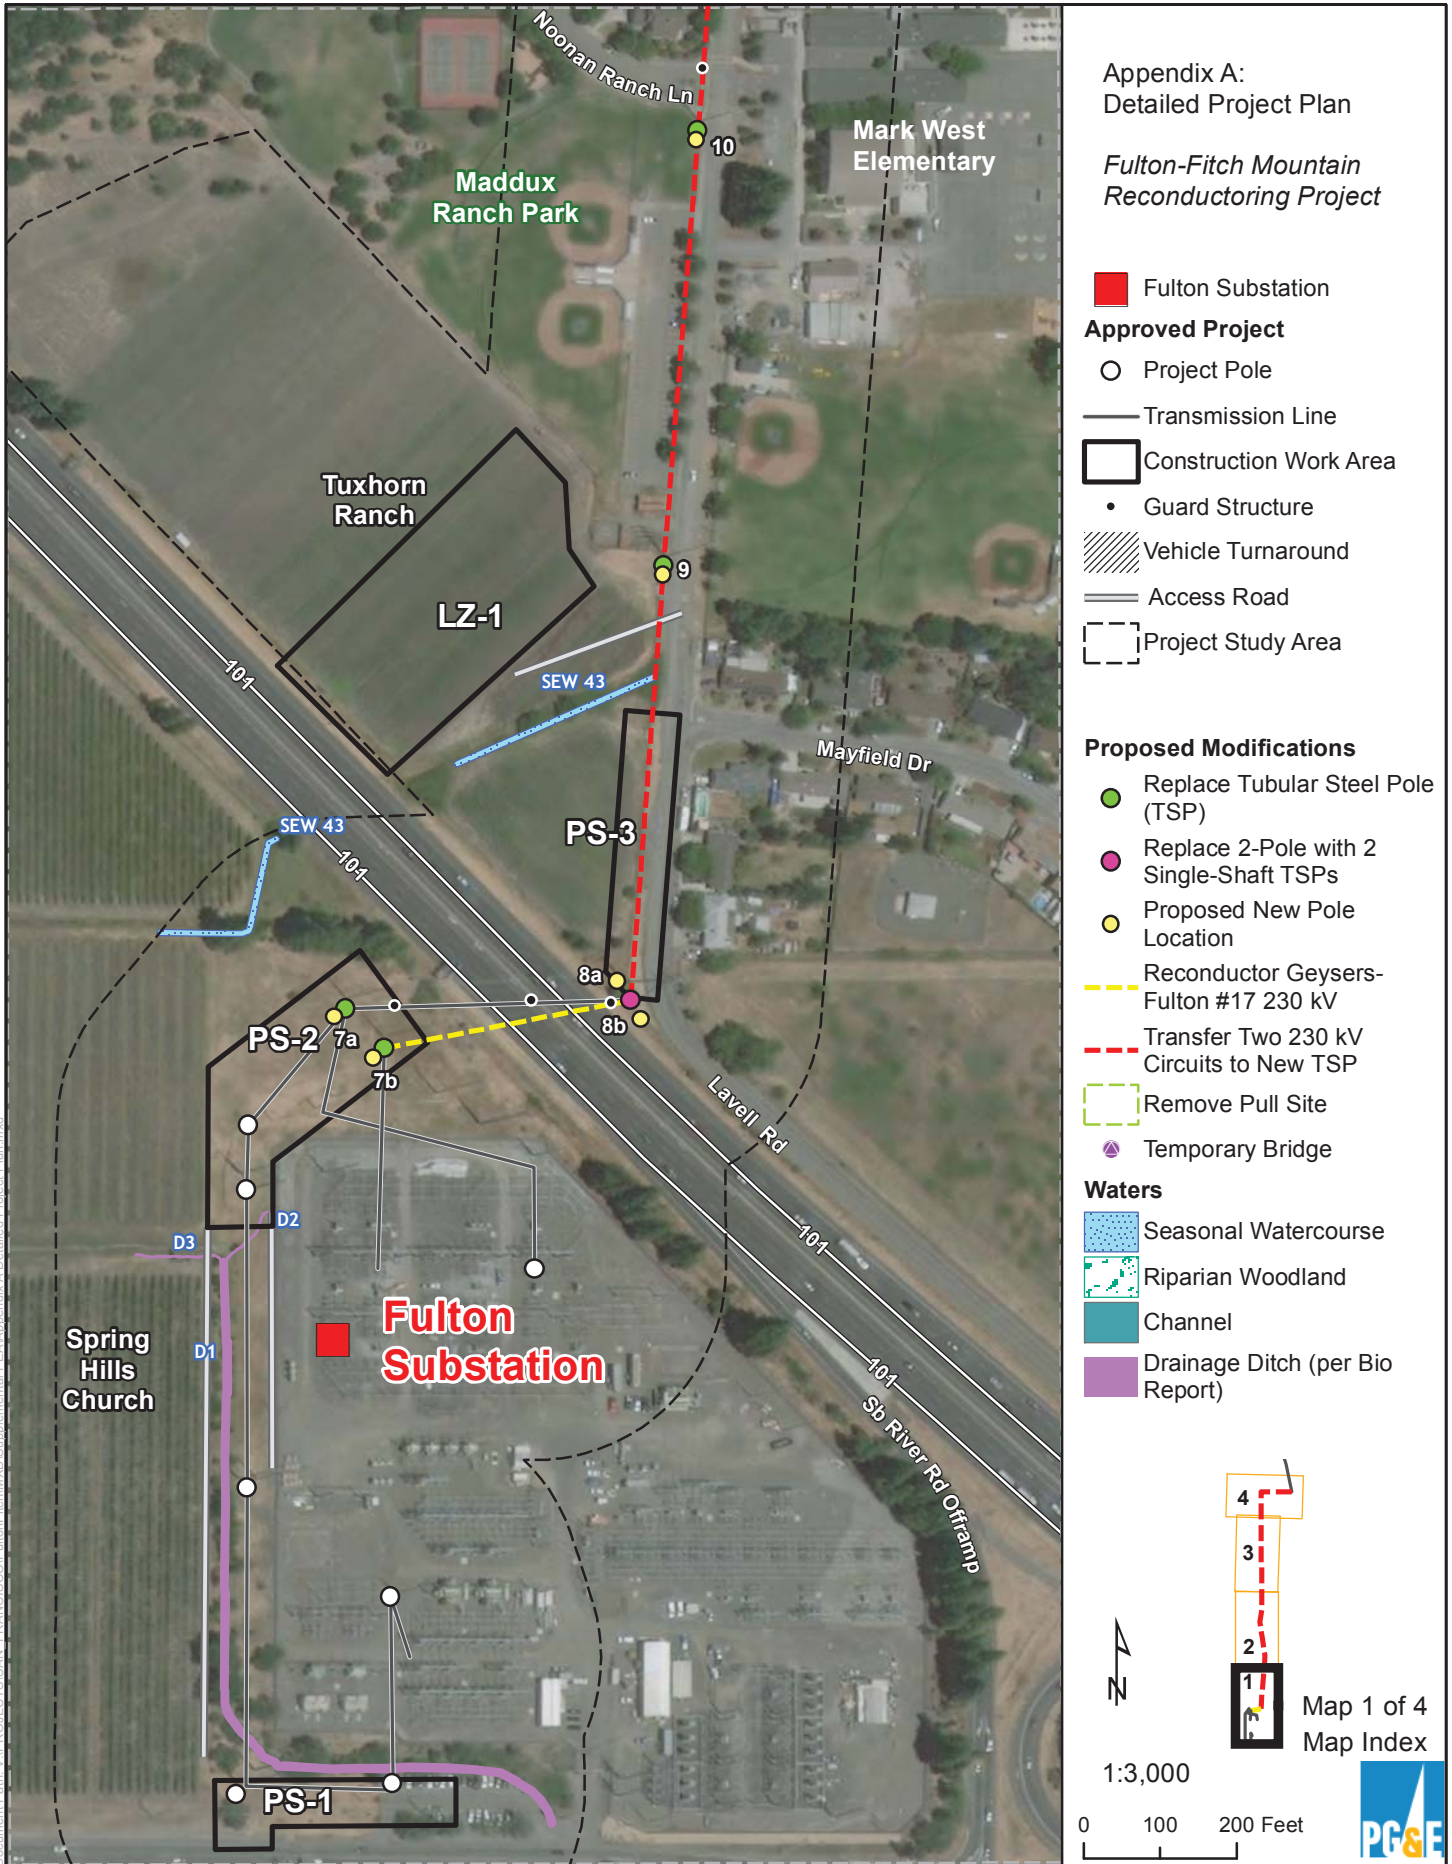 Noonan Ranch Ln
10
Mark West
Elementary
Maddux
Ranch Park
Tuxhorn
Ranch
9
LZ-1
101
SEW 43
Mayfield Dr
PS-3
SEW 43
101
8a
8b
PS-2
7a
7b
Lavell Rd
D2
D3
101
Fulton
Substation
D1
Spring
Hills
Church
101
Sb River Rd Offramp
PS-1
Appendix A:
Detailed Project Plan
Fulton-Fitch Mountain
Reconductoring Project
Fulton Substation
Approved Project
Project Pole
Transmission Line
Construction Work Area
Guard Structure
Vehicle Turnaround
Access Road
Project Study Area
Proposed Modifications
Replace Tubular Steel Pole
(TSP)
Replace 2-Pole with 2
Single-Shaft TSPs
Proposed New Pole
Location
Reconductor Geysers-
Fulton #17 230 kV
Transfer Two 230 kV
Circuits to New TSP
Remove Pull Site
Temporary Bridge
Waters
Seasonal Watercourse
Riparian Woodland
Channel
Drainage Ditch (per Bio
Report)
4
3
2
1
N
Map 1 of 4
Map Index
1:3,000
0 100 200 Feet
PG&E